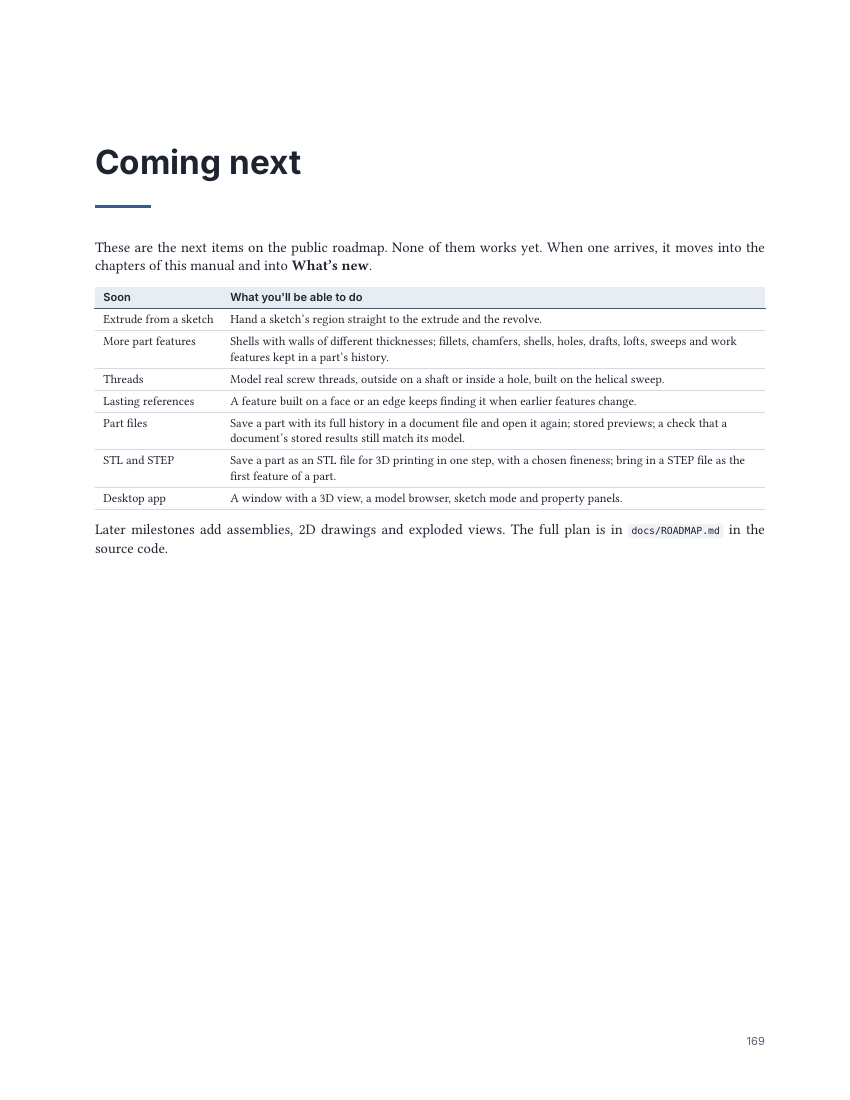 Coming next
These are the next items on the public roadmap. None of them works yet. When one arrives, it moves into the
chapters of this manual and into What’s new.
Soon What you'll be able to do
Extrude from a sketch Hand a sketch’s region straight to the extrude and the revolve.
More part features Shells with walls of different thicknesses; fillets, chamfers, shells, holes, drafts, lofts, sweeps and work
features kept in a part’s history.
Threads Model real screw threads, outside on a shaft or inside a hole, built on the helical sweep.
Lasting references A feature built on a face or an edge keeps finding it when earlier features change.
Part files Save a part with its full history in a document file and open it again; stored previews; a check that a
document’s stored results still match its model.
STL and STEP Save a part as an STL file for 3D printing in one step, with a chosen fineness; bring in a STEP file as the
first feature of a part.
Desktop app A window with a 3D view, a model browser, sketch mode and property panels.
Later milestones add assemblies, 2D drawings and exploded views. The full plan is in docs/ROADMAP.md in the
source code.
169